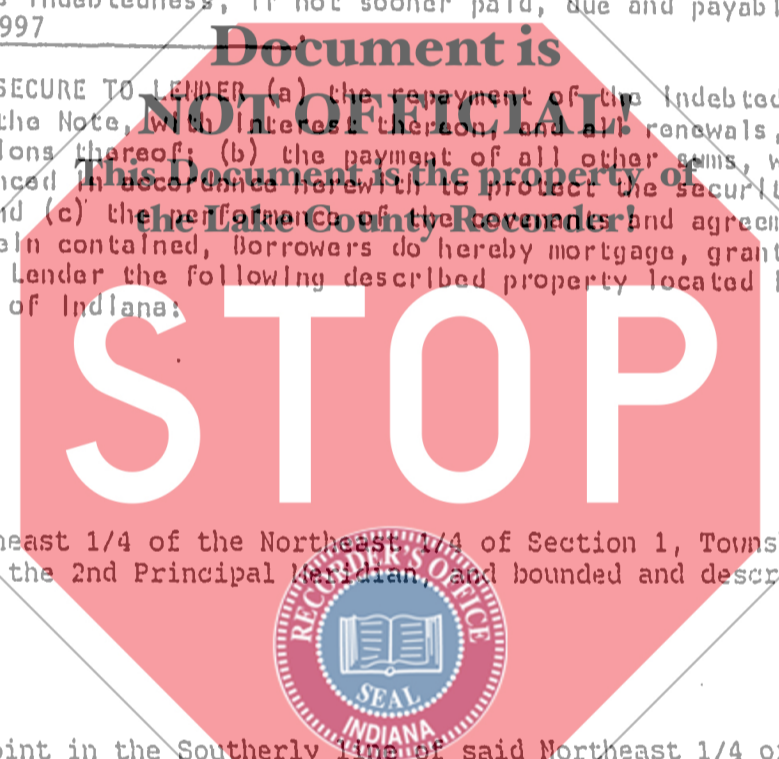 Indebtedness, if not sooner paid, due and payabl
997
Document is
SECURE TO LENDER (a) the repayment of the indebted
NOT OFFICIAL!
the Note, with interest thereon, and all renewals,
ions thereof; (b) the payment of all other sums, w
This Document is the property of
nced in accordance herewith to protect the securi
the Lake County Recorder!
nd (c) the performance of the covenants and agreem
ein contained, Borrowers do hereby mortgage, grant
Lender the following described property located
of Indiana:
STOP
heast 1/4 of the Northeast 1/4 of Section 1, Towns
the 2nd Principal Meridian, and bounded and descr
RECORDER'S OFFICE
SEAL
INDIANA
oint in the Southerly line of said Northeast 1/4 of